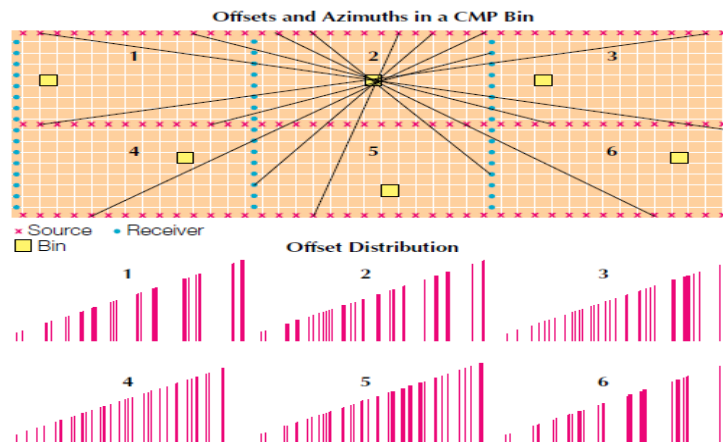 Offsets and Azimuths in a CMP Bin
1 2 3
4 5 6
× Source • Receiver
Bin
Offset Distribution
1 2 3
4 5 6